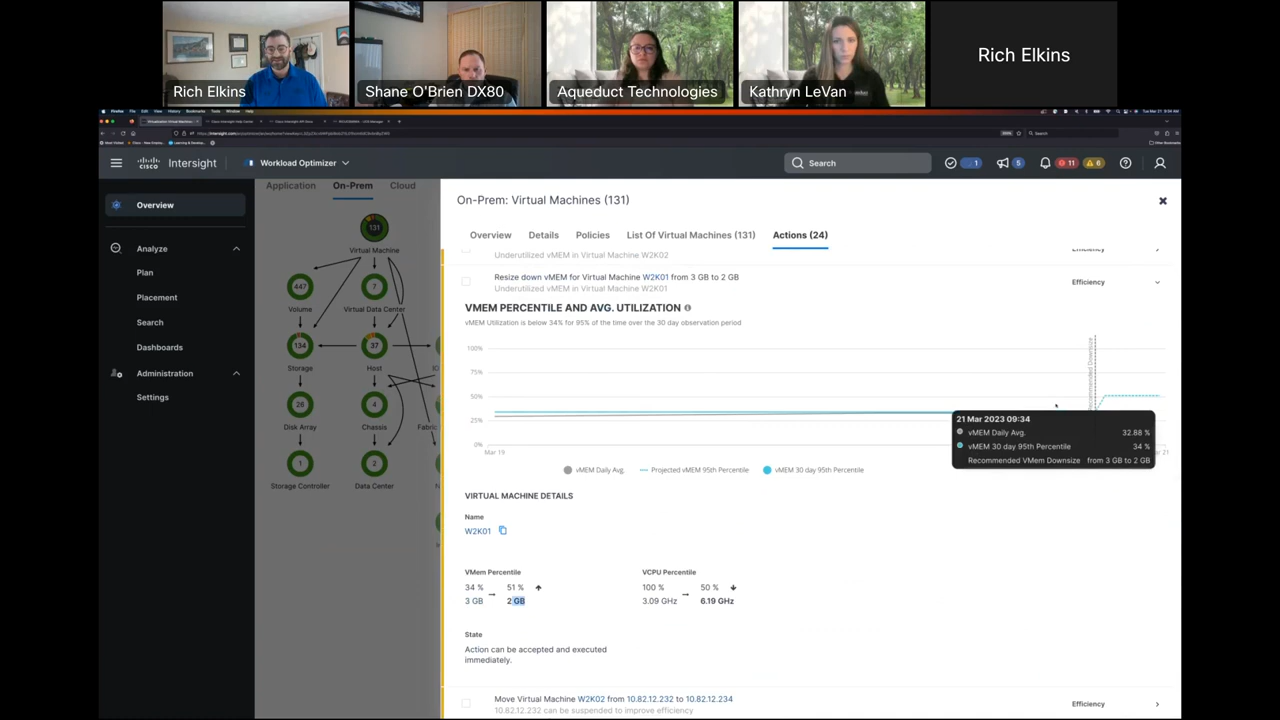 Rich Elkins
Shane O'Brien DX80
Aqueduct Technologies
Kathryn LeVan
Rich Elkins
CISCO Intersight
Workload Optimizer
Search
1
5
11
6
Overview
Analyze
Plan
Placement
Search
Dashboards
Administration
Settings
Application
On-Prem
Cloud
131
Virtual Machine
447
Volume
7
Virtual Data Center
134
Storage
37
Host
26
Disk Array
4
Chassis
Fabric
1
Storage Controller
2
Data Center
On-Prem: Virtual Machines (131)
Overview
Details
Policies
List Of Virtual Machines (131)
Actions (24)
Underutilized vMEM in Virtual Machine W2K02
Efficiency
Resize down vMEM for Virtual Machine W2K01 from 3 GB to 2 GB
Underutilized vMEM in Virtual Machine W2K01
Efficiency
VMEM PERCENTILE AND AVG. UTILIZATION
vMEM Utilization is below 34% for 95% of the time over the 30 day observation period
100%
75%
50%
25%
0%
Mar 19
Recommended Downsize
21 Mar 2023 09:34
vMEM Daily Avg. 32.88 %
vMEM 30 day 95th Percentile 34 %
Recommended VMem Downsize from 3 GB to 2 GB
vMEM Daily Avg.
Projected vMEM 95th Percentile
vMEM 30 day 95th Percentile
VIRTUAL MACHINE DETAILS
Name
W2K01
VMem Percentile
34 % 51 %
3 GB → 2 GB
VCPU Percentile
100 % 50 %
3.09 GHz → 6.19 GHz
State
Action can be accepted and executed
immediately.
Move Virtual Machine W2K02 from 10.82.12.232 to 10.82.12.234
10.82.12.232 can be suspended to improve efficiency
Efficiency